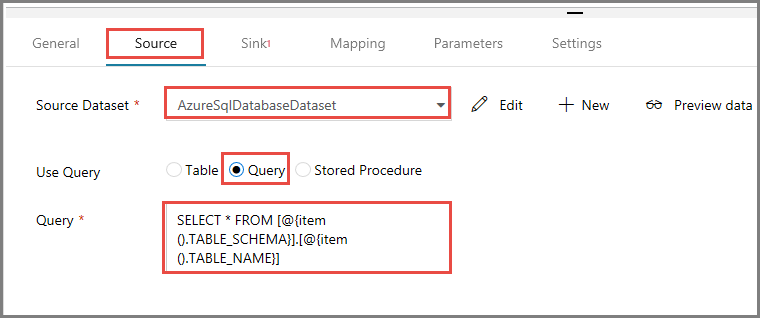 General Source Sink1 Mapping Parameters Settings
Source Dataset * AzureSqlDatabaseDataset Edit New Preview data
Use Query Table Query Stored Procedure
Query * SELECT * FROM [@{item
().TABLE_SCHEMA}].[@{item
().TABLE_NAME}]